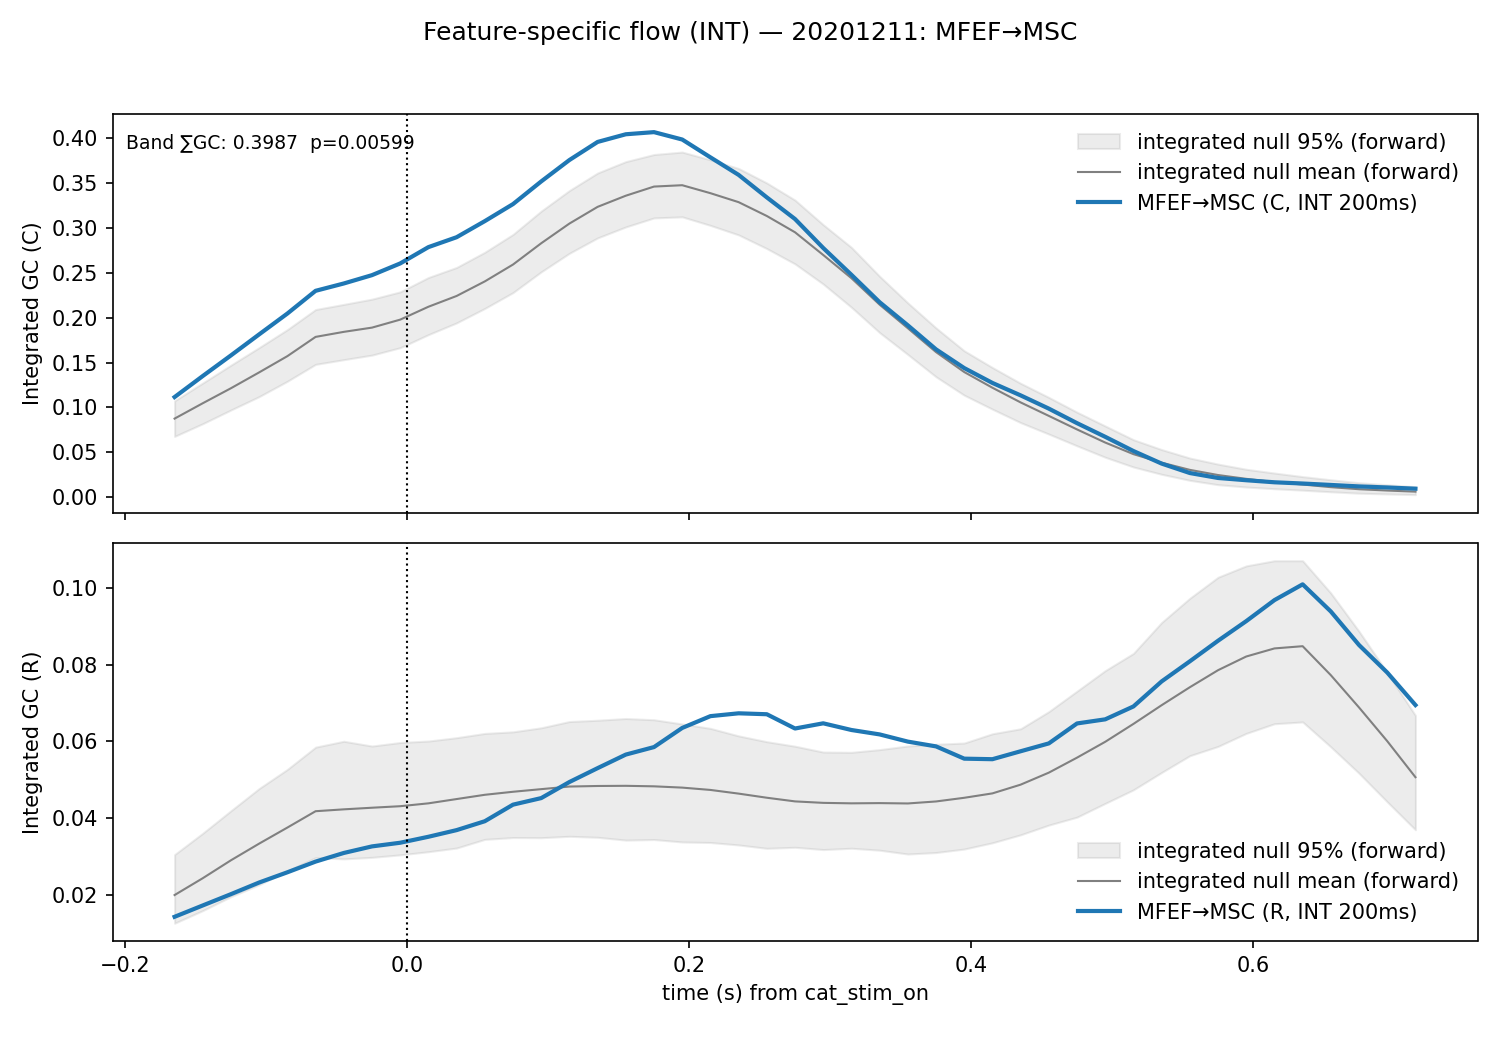 Feature-specific flow (INT) — 20201211: MFEF→MSC
Band ∑GC: 0.3987  p=0.00599
integrated null 95% (forward)
integrated null mean (forward)
MFEF→MSC (C, INT 200ms)
Integrated GC (C)
0.40
0.35
0.30
0.25
0.20
0.15
0.10
0.05
0.00
Integrated GC (R)
0.10
0.08
0.06
0.04
0.02
integrated null 95% (forward)
integrated null mean (forward)
MFEF→MSC (R, INT 200ms)
−0.2 0.0 0.2 0.4 0.6
time (s) from cat_stim_on